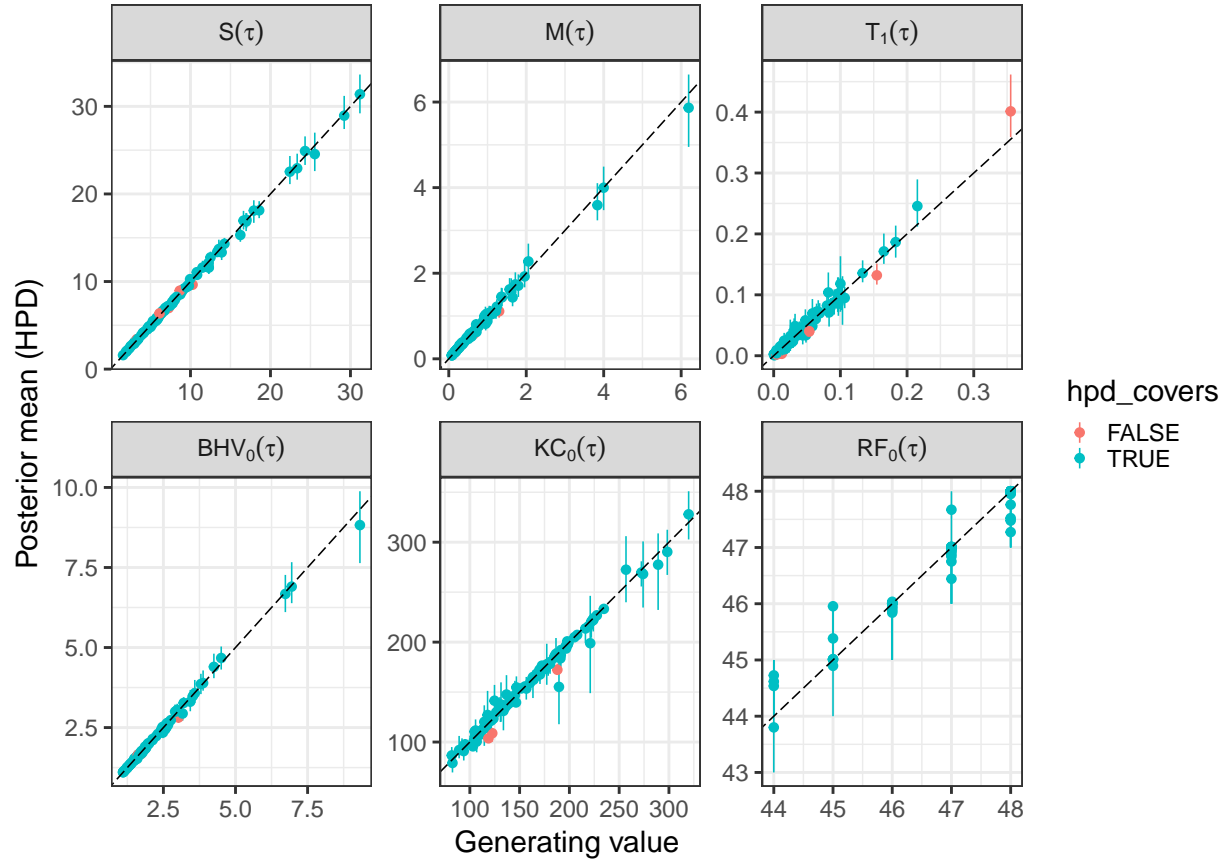 S(τ) M(τ) T₁(τ)
30
20
10
0
10 20 30
6
4
2
0
0 2 4 6
0.4
0.3
0.2
0.1
0.0
0.0 0.1 0.2 0.3
Posterior mean (HPD)
BHV₀(τ) KC₀(τ) RF₀(τ)
10.0
7.5
5.0
2.5
2.5 5.0 7.5
300
200
100
100 150 200 250 300
48
47
46
45
44
43
44 45 46 47 48
Generating value
hpd_covers
FALSE
TRUE